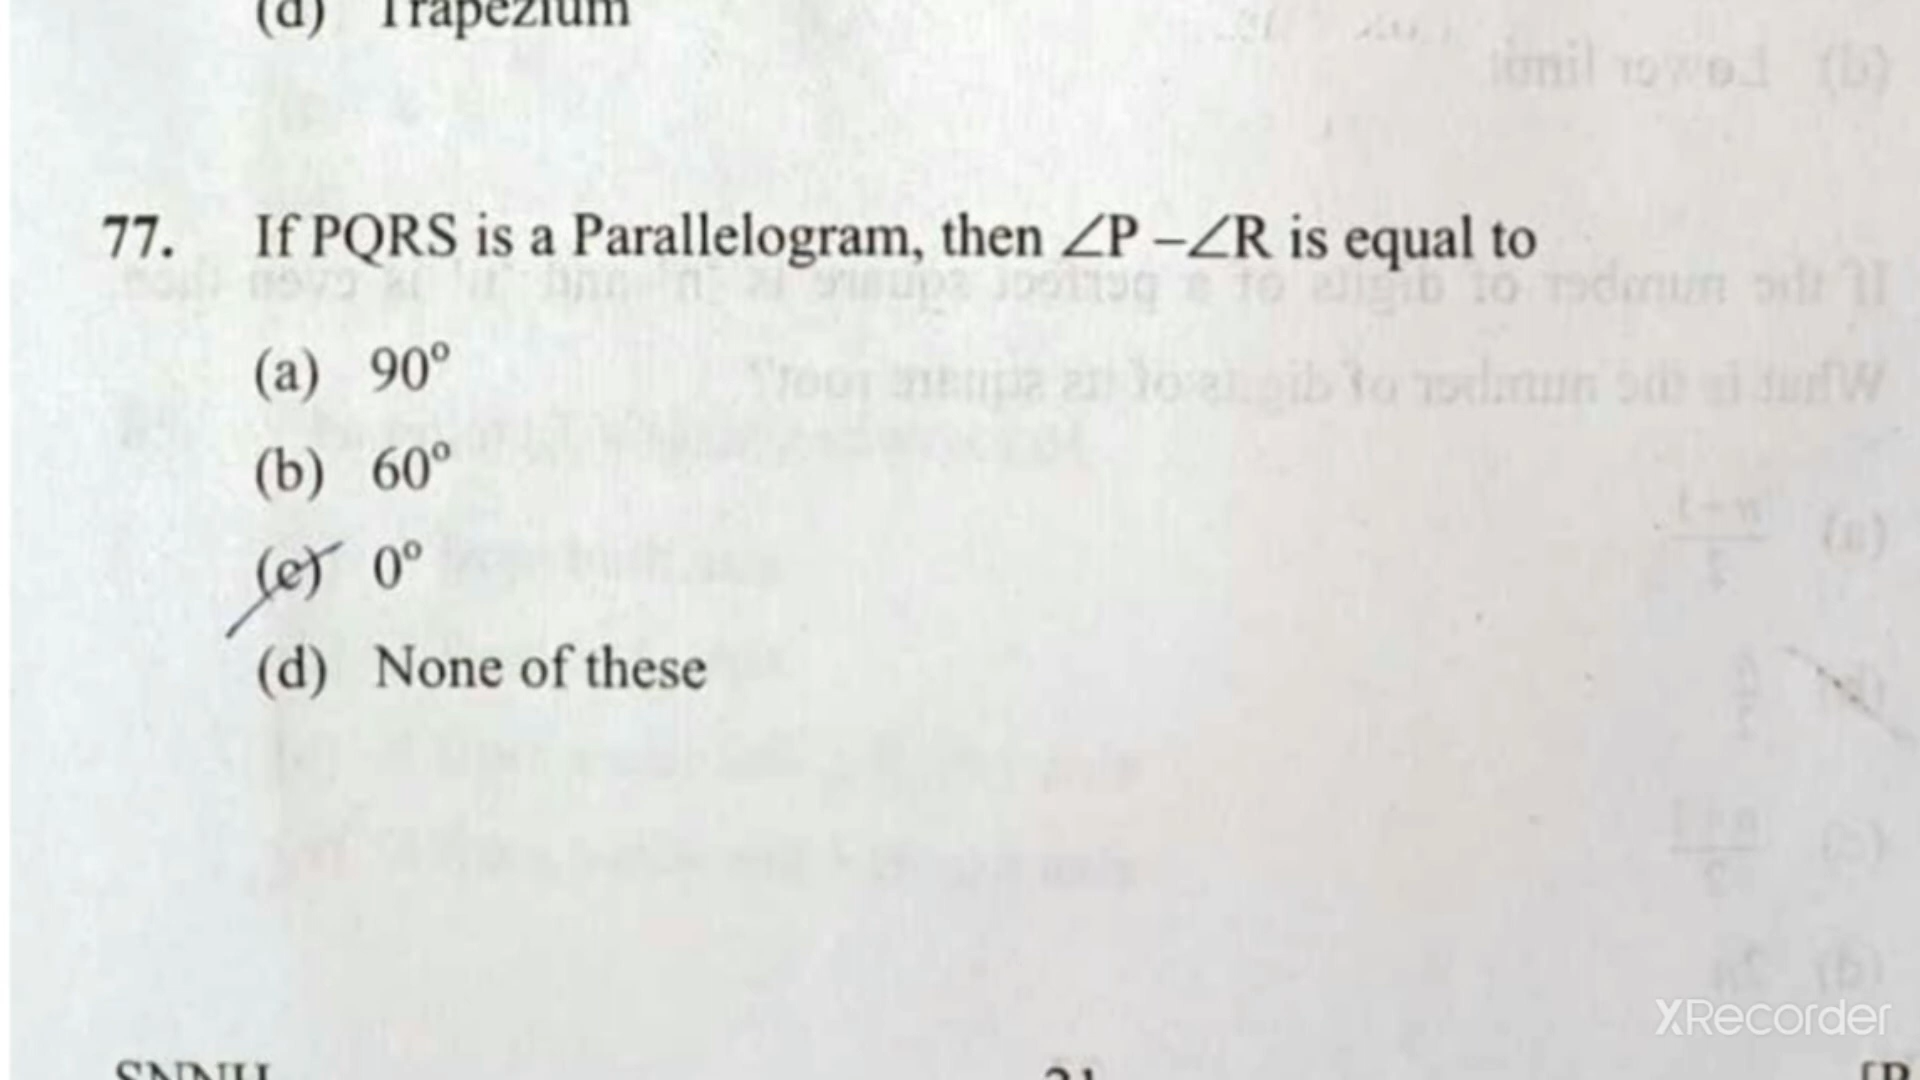 (d) Trapezium
77. If PQRS is a Parallelogram, then ∠P – ∠R is equal to
(a) 90°
(b) 60°
(c) 0°
(d) None of these
XRecorder